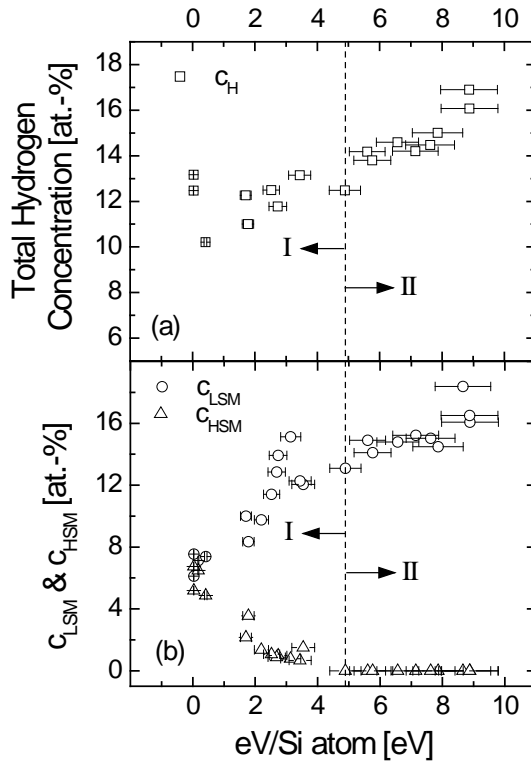 0 2 4 6 8 10
18
16
14
12
10
8
6
Total Hydrogen
Concentration [at.-%]
c_H
I
II
(a)
16
12
8
4
0
c_LSM & c_HSM [at.-%]
c_LSM
c_HSM
I
II
(b)
0 2 4 6 8 10
eV/Si atom [eV]